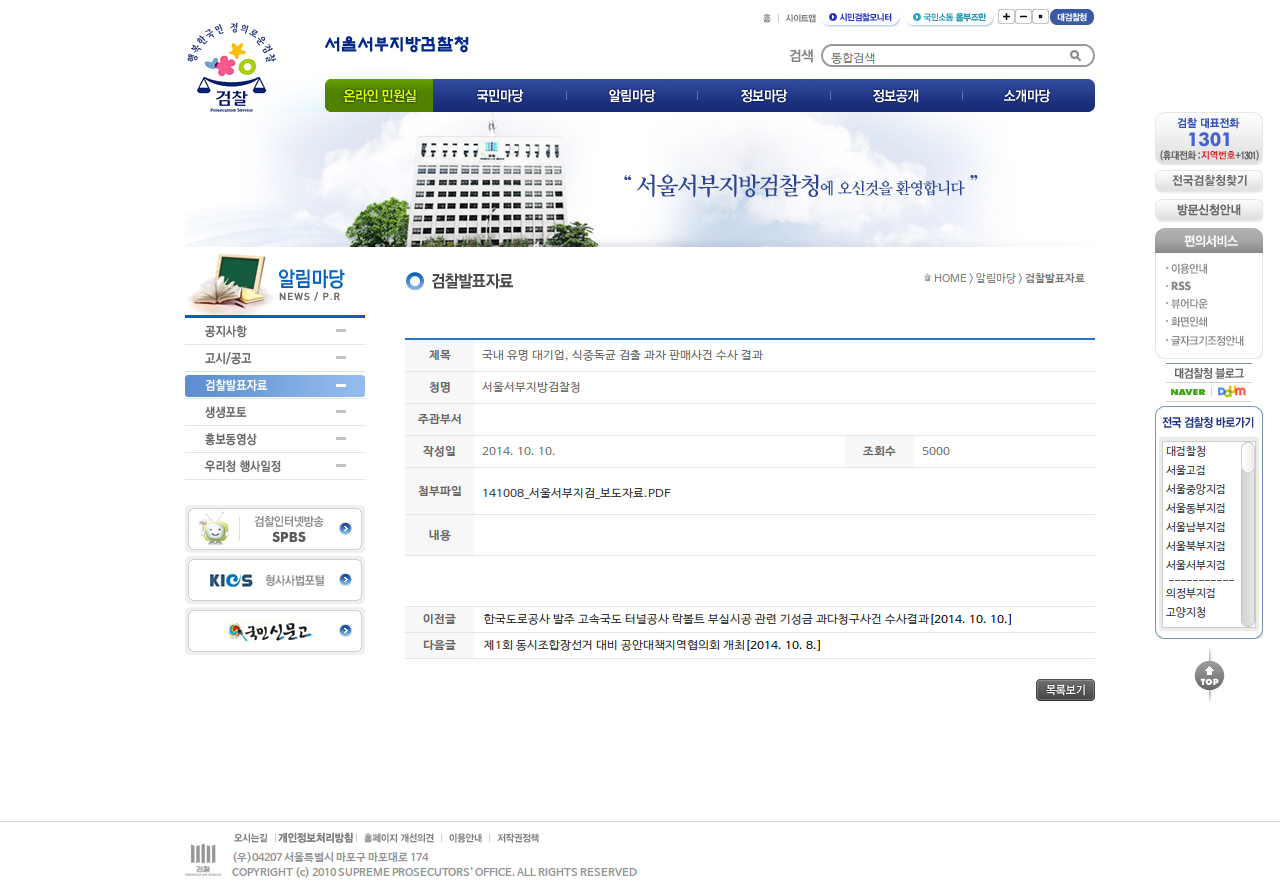 행복한국민 정의로운검찰
검찰
Prosecution Service
서울서부지방검찰청
홈
사이트맵
시민검찰모니터
국민소통 옴부즈만
대검찰청
검색
통합검색
온라인 민원실
국민마당
알림마당
정보마당
정보공개
소개마당
“ 서울서부지방검찰청에 오신것을 환영합니다 ”
알림마당
NEWS / P.R
공지사항
고시/공고
검찰발표자료
생생포토
홍보동영상
우리청 행사일정
검찰인터넷방송
SPBS
KICS 형사사법포털
국민신문고
검찰발표자료
HOME > 알림마당 > 검찰발표자료
제목 국내 유명 대기업, 식중독균 검출 과자 판매사건 수사 결과
청명 서울서부지방검찰청
주관부서
작성일 2014. 10. 10. 조회수 5000
첨부파일 141008_서울서부지검_보도자료.PDF
내용
이전글 한국도로공사 발주 고속국도 터널공사 락볼트 부실시공 관련 기성금 과다청구사건 수사결과[2014. 10. 10.]
다음글 제1회 동시조합장선거 대비 공안대책지역협의회 개최[2014. 10. 8.]
목록보기
검찰 대표전화
1301
(휴대전화 : 지역번호+1301)
전국검찰청찾기
방문신청안내
편의서비스
· 이용안내
· RSS
· 뷰어다운
· 화면인쇄
· 글자크기조정안내
대검찰청 블로그
NAVER | Daum
전국 검찰청 바로가기
대검찰청
서울고검
서울중앙지검
서울동부지검
서울남부지검
서울북부지검
서울서부지검
-----------
의정부지검
고양지청
TOP
오시는길 | 개인정보처리방침 | 홈페이지 개선의견 | 이용안내 | 저작권정책
검찰
PROSECUTION SERVICE
(우)04207 서울특별시 마포구 마포대로 174
COPYRIGHT (c) 2010 SUPREME PROSECUTORS' OFFICE. ALL RIGHTS RESERVED